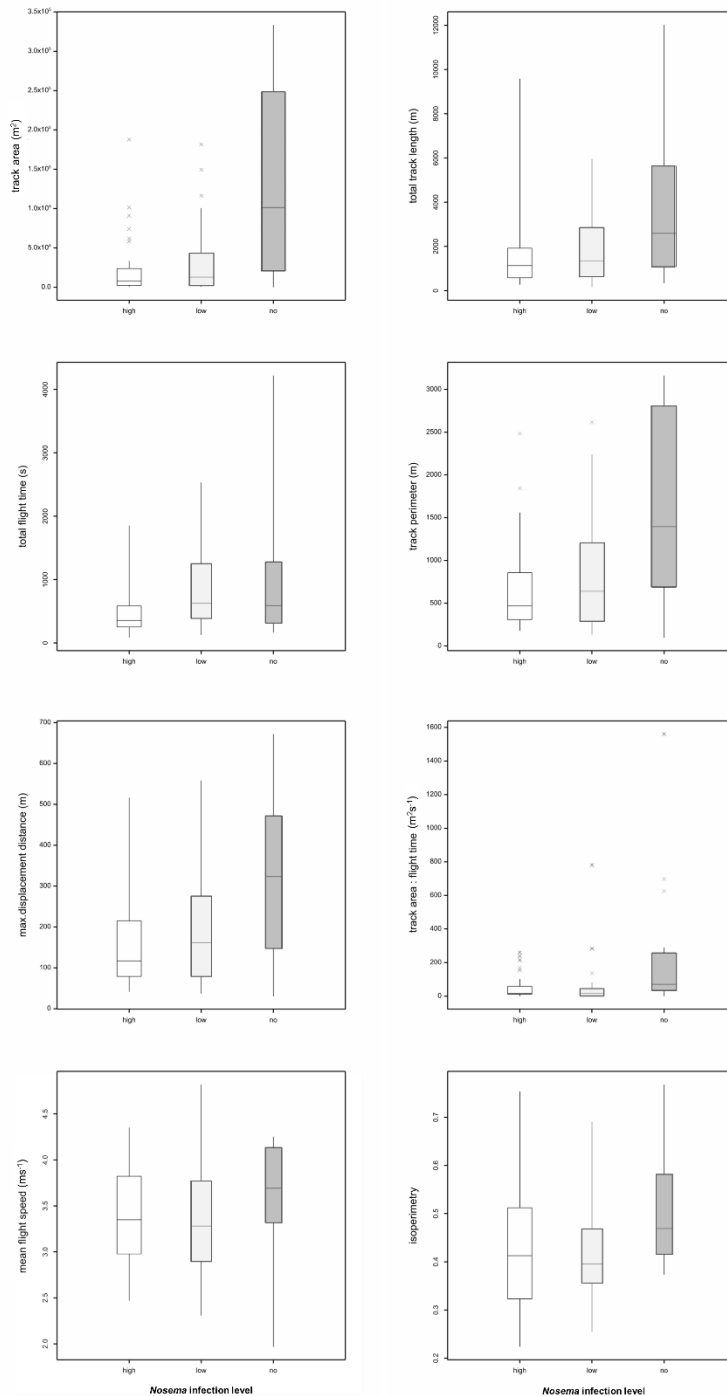 track area (m²)
3.5x10⁵
3.0x10⁵
2.5x10⁵
2.0x10⁵
1.5x10⁵
1.0x10⁵
0.0
high low no
total track length (m)
12000
10000
8000
6000
4000
2000
0
high low no
total flight time (s)
4000
3000
2000
1000
0
high low no
track perimeter (m)
3000
2500
2000
1500
1000
500
0
high low no
max.displacement distance (m)
700
600
500
400
300
200
100
0
high low no
track area : flight time (m²s⁻¹)
1600
1400
1200
1000
800
600
400
200
0
high low no
mean flight speed (ms⁻¹)
4.5
4.0
3.5
3.0
2.5
2.0
high low no
Nosema infection level
isoperimetry
0.7
0.6
0.5
0.4
0.3
0.2
high low no
Nosema infection level